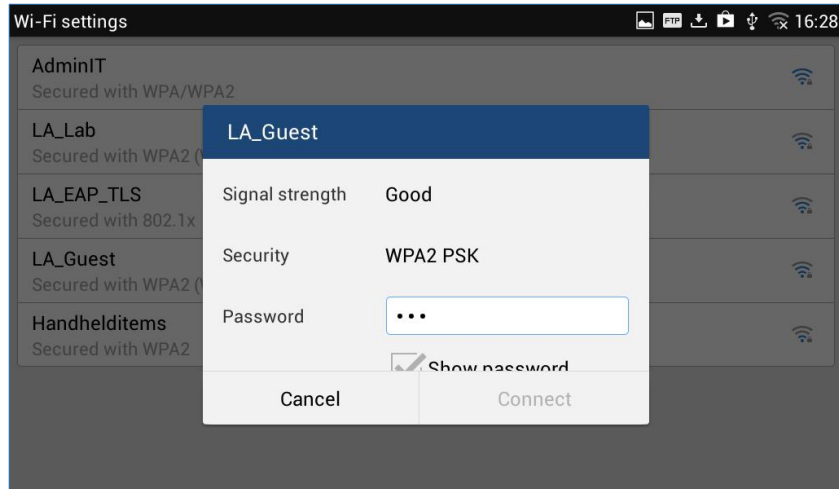 Wi-Fi settings
FTP
16:28
AdminIT
Secured with WPA/WPA2
LA_Lab
Secured with WPA2 (
LA_EAP_TLS
Secured with 802.1x
LA_Guest
Secured with WPA2 (
Handhelditems
Secured with WPA2
LA_Guest
Signal strength Good
Security WPA2 PSK
Password •••
Show password
Cancel Connect